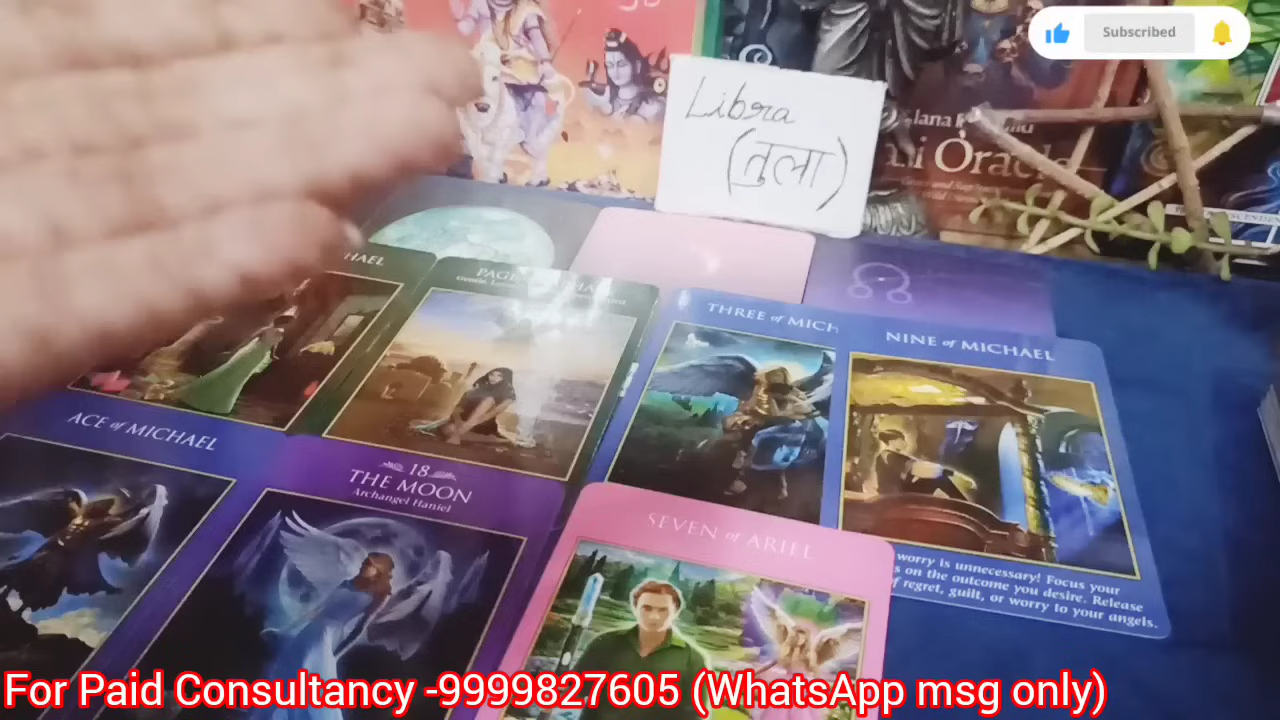 Subscribed
Libra
(तुला)
Oracle
HAEL
PAGE
THREE of MICH
NINE of MICHAEL
ACE of MICHAEL
18
THE MOON
Archangel Haniel
SEVEN of ARIEL
worry is unnecessary! Focus your
on the outcome you desire. Release
of regret, guilt, or worry to your angels.
For Paid Consultancy -9999827605 (WhatsApp msg only)